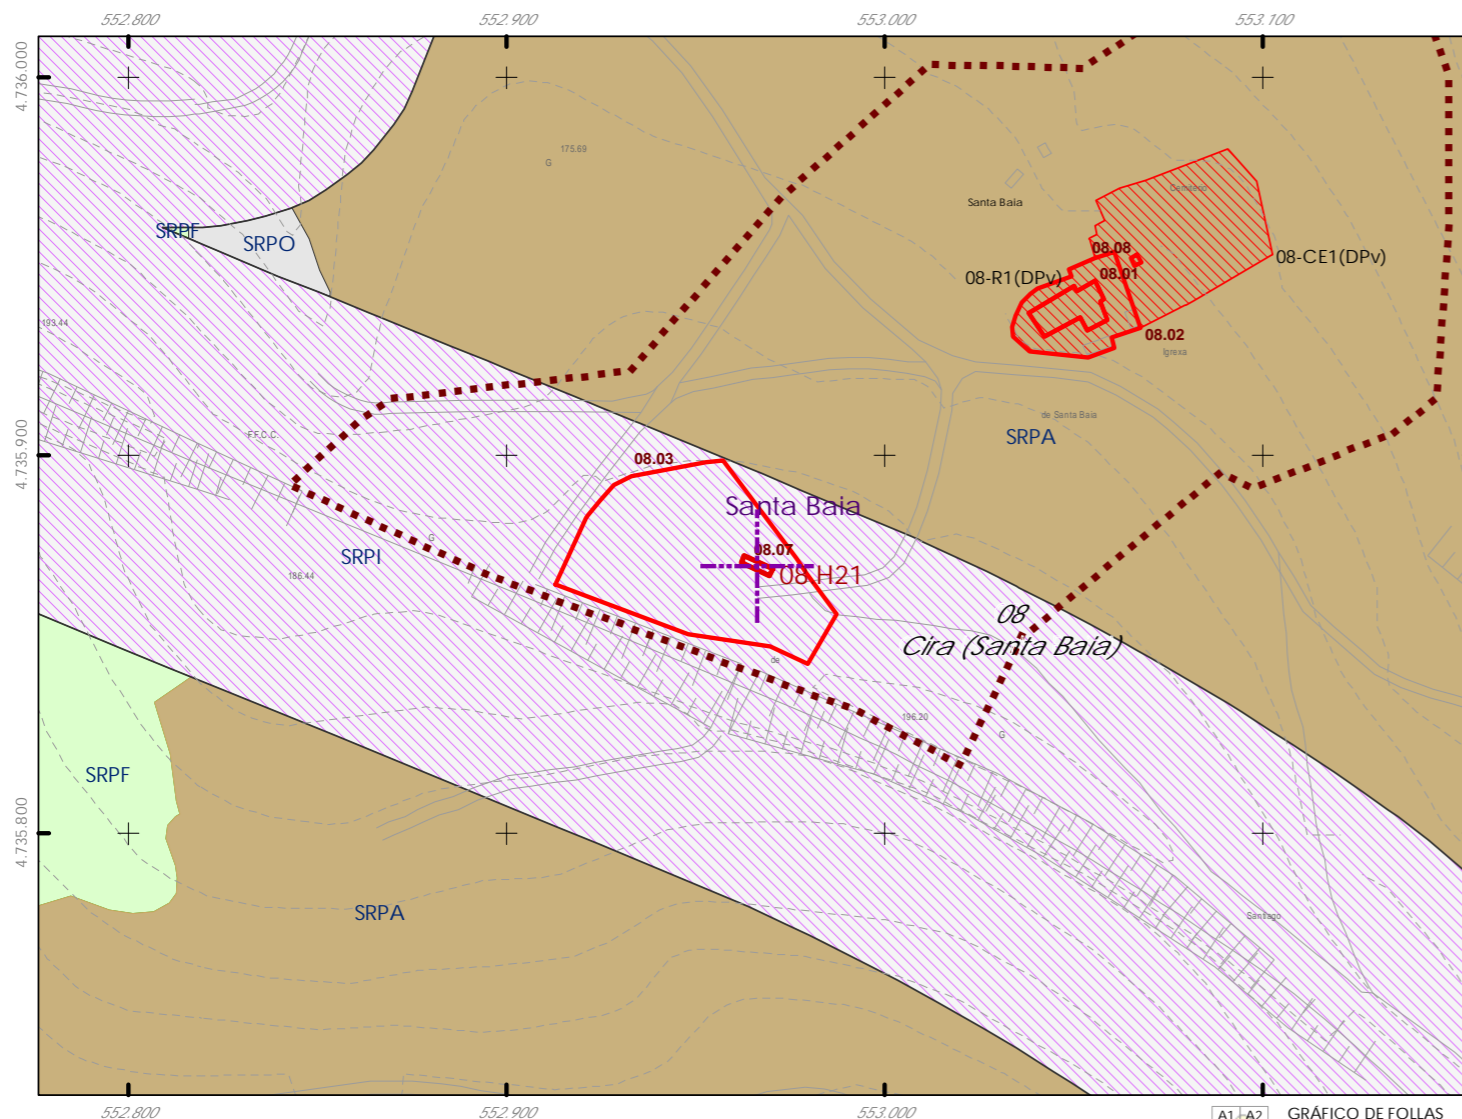 552.800
552.900
553.000
553.100
4.736.000
4.735.900
4.735.800
175.69
G
Santa Baia
Cemiterio
SRPF
SRPO
08.08
08.01
08-R1(DPv)
08-CE1(DPv)
08.02
Igrexa
193.44
de Santa Baia
SRPA
F.F.C.C.
08.03
Santa Baia
G
SRPI
08.07
08-H21
186.44
08
Cira (Santa Baia)
da
196.20
G
SRPF
SRPA
Santiago
552.800
552.900
553.000
A1
A2
GRÁFICO DE FOLLAS